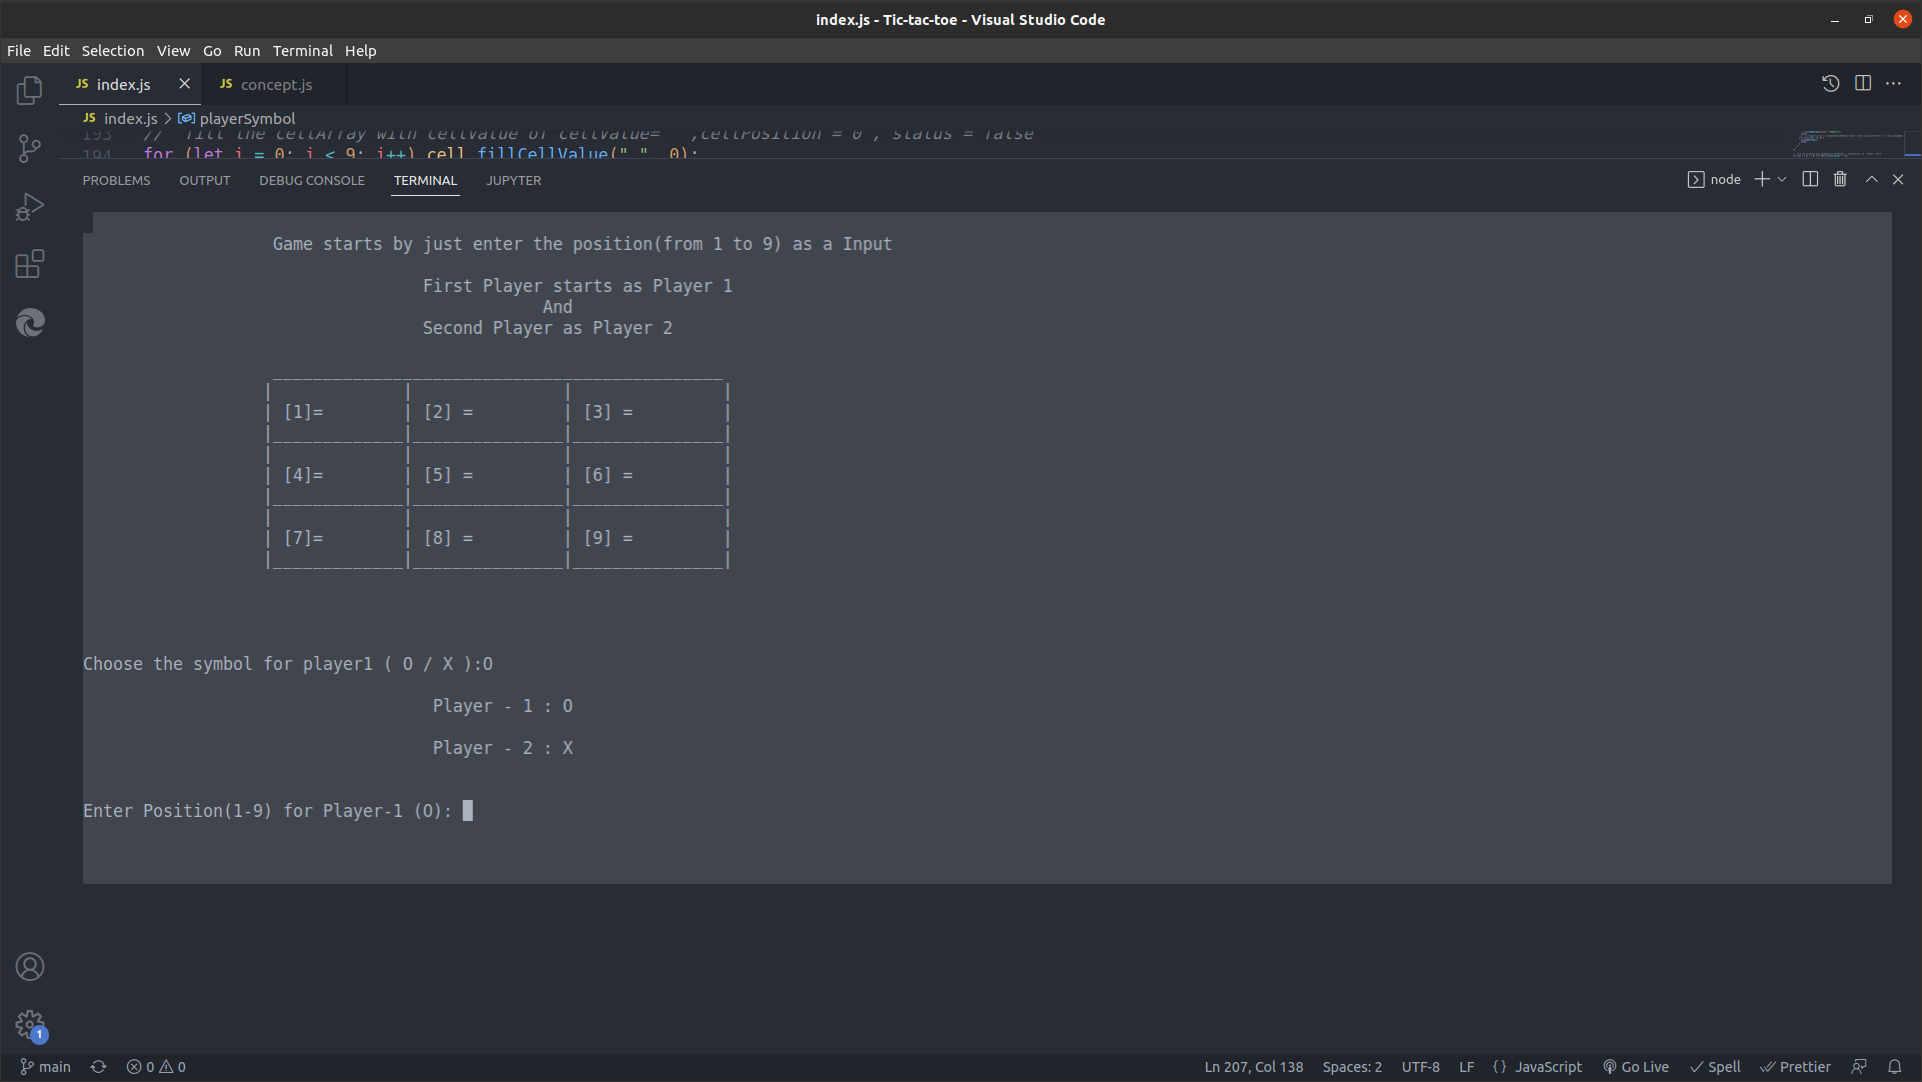 index.js - Tic-tac-toe - Visual Studio Code
File Edit Selection View Go Run Terminal Help
JS index.js JS concept.js
JS index.js > playerSymbol
193 // fill the cellArray with cellValue of cellValue=" ",cellPosition = 0 , status = false
194 for (let i = 0; i < 9; i++) cell.fillCellValue(" ", 0);
PROBLEMS OUTPUT DEBUG CONSOLE TERMINAL JUPYTER node
Game starts by just enter the position(from 1 to 9) as a Input
First Player starts as Player 1
And
Second Player as Player 2
_____________________________________________
| | | |
| [1]= | [2] = | [3] = |
|_____________|_______________|_______________|
| | | |
| [4]= | [5] = | [6] = |
|_____________|_______________|_______________|
| | | |
| [7]= | [8] = | [9] = |
|_____________|_______________|_______________|
Choose the symbol for player1 ( O / X ):O
Player - 1 : O
Player - 2 : X
Enter Position(1-9) for Player-1 (O):
1
main 0 0 Ln 207, Col 138 Spaces: 2 UTF-8 LF {} JavaScript Go Live Spell Prettier